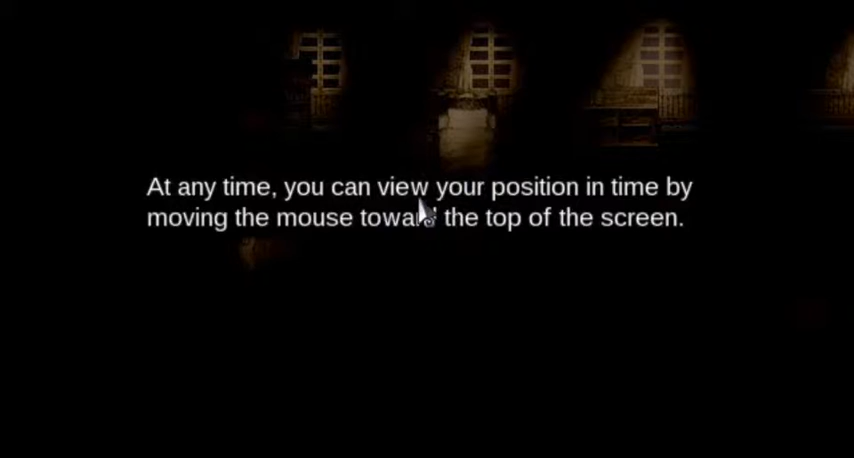 At any time, you can view your position in time by
moving the mouse toward the top of the screen.